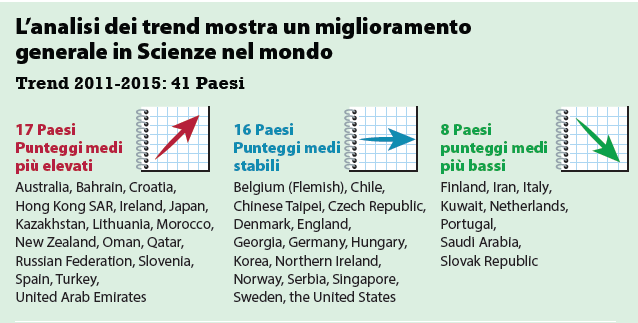 L'analisi dei trend mostra un miglioramento
generale in Scienze nel mondo
Trend 2011-2015: 41 Paesi
17 Paesi
Punteggi medi
più elevati
Australia, Bahrain, Croatia,
Hong Kong SAR, Ireland, Japan,
Kazakhstan, Lithuania, Morocco,
New Zealand, Oman, Qatar,
Russian Federation, Slovenia,
Spain, Turkey,
United Arab Emirates
16 Paesi
Punteggi medi
stabili
Belgium (Flemish), Chile,
Chinese Taipei, Czech Republic,
Denmark, England,
Georgia, Germany, Hungary,
Korea, Northern Ireland,
Norway, Serbia, Singapore,
Sweden, the United States
8 Paesi
punteggi medi
più bassi
Finland, Iran, Italy,
Kuwait, Netherlands,
Portugal,
Saudi Arabia,
Slovak Republic